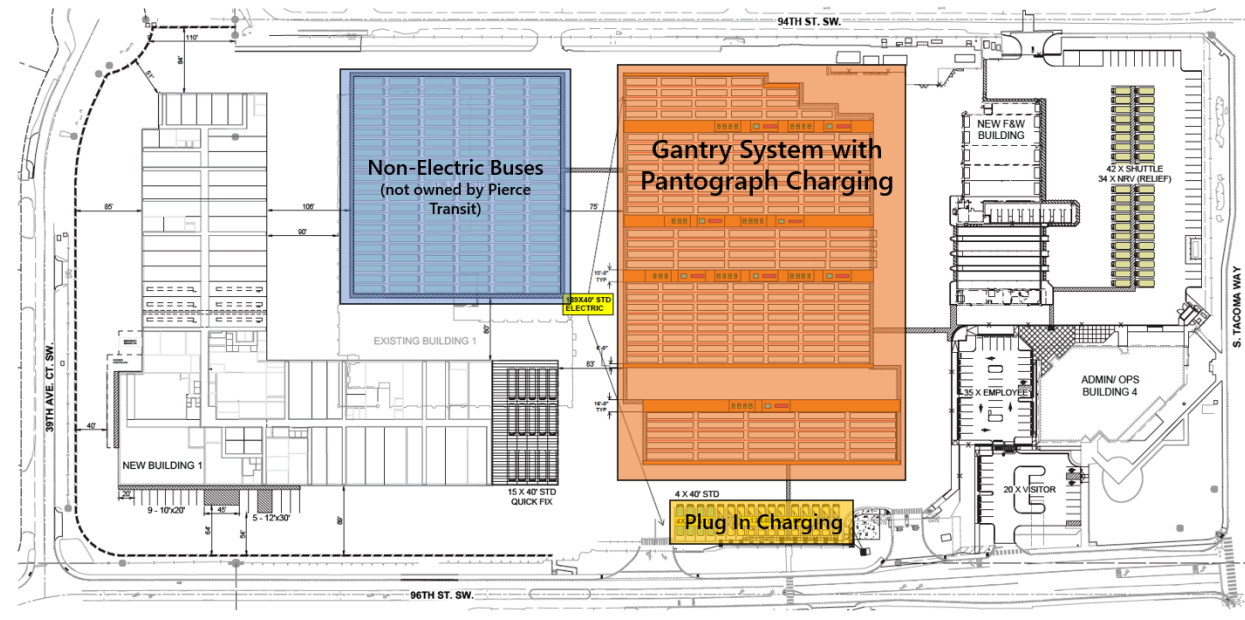 94TH ST. SW.
110'
84'
51'
Non-Electric Buses
(not owned by Pierce
Transit)
Gantry System with
Pantograph Charging
NEW F&W
BUILDING
42 X SHUTTLE
34 X NRV (RELIEF)
85'
106'
90'
75'
15'-0"
TYP
189X40' STD
ELECTRIC
60'
EXISTING BUILDING 1
83'
S. TACOMA WAY
39TH AVE. CT. SW.
35 X EMPLOYEE
ADMIN/ OPS
BUILDING 4
16'-0"
TYP
40'
NEW BUILDING 1
20'
9 - 10'x20'
45'
5 - 12'x30'
64'
54'
89'
15 X 40' STD
QUICK FIX
4 X 40' STD
Plug In Charging
20 X VISITOR
96TH ST. SW.